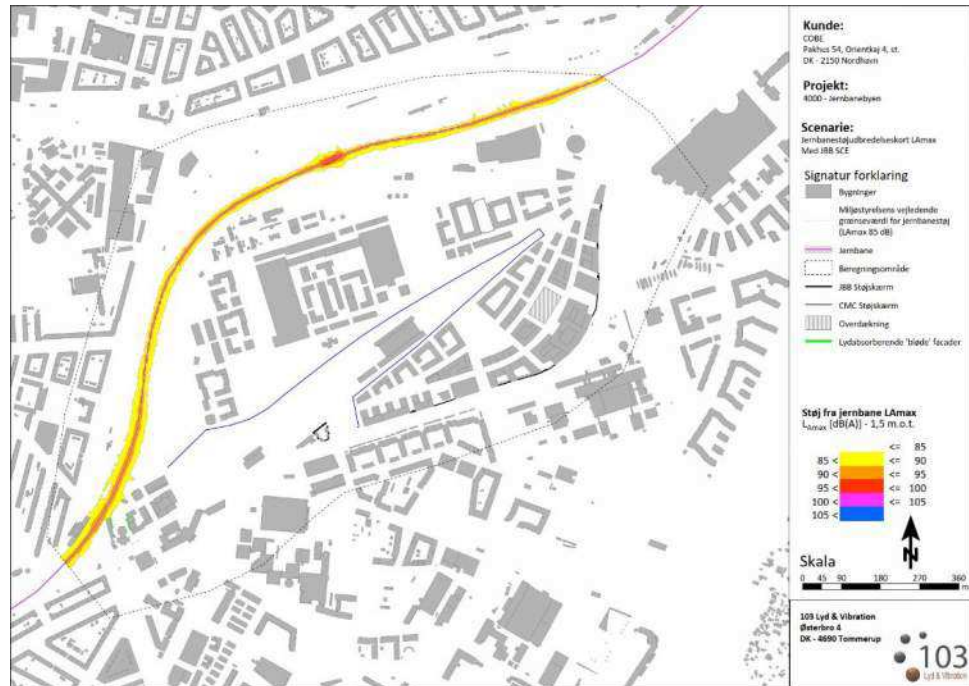 Kunde:
COBE
Pakhus 54, Orientkaj 4, st.
DK - 2150 Nordhavn
Projekt:
4000 - Jernbanebyen
Scenarie:
Jernbanestøjudbredelseskort LAmax
Med JBB SCE
Signatur forklaring
Bygninger
Miljøstyrelsens vejledende
grænseværdi for jernbanestøj
(LAmax 85 dB)
Jernbane
Beregningsområde
JBB Støjskærm
CMC Støjskærm
Overdækning
Lydabsorberende 'bløde' facader
Støj fra jernbane LAmax
LAmax [dB(A)] - 1,5 m.o.t.
<= 85
85 < <= 90
90 < <= 95
95 < <= 100
100 < <= 105
105 <
N
Skala
0 45 90 180 270 360
m
103 Lyd & Vibration
Østerbro 4
DK - 4690 Tommerup
103
Lyd & Vibration